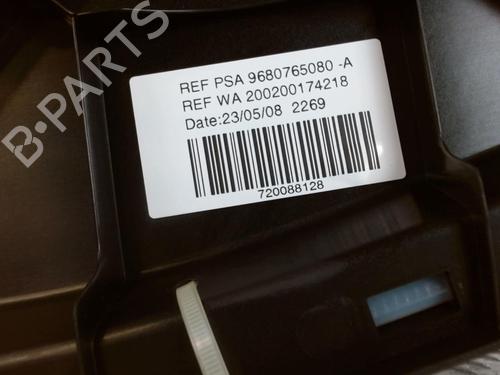 REF PSA 9680765080 -A
REF WA 200200174218
Date:23/05/08 2269
720088128
B-PARTS